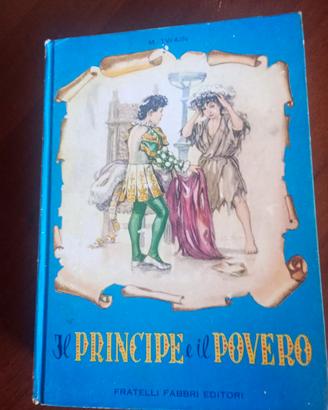 M. TWAIN
Il PRINCIPE e il POVERO
FRATELLI FABBRI EDITORI